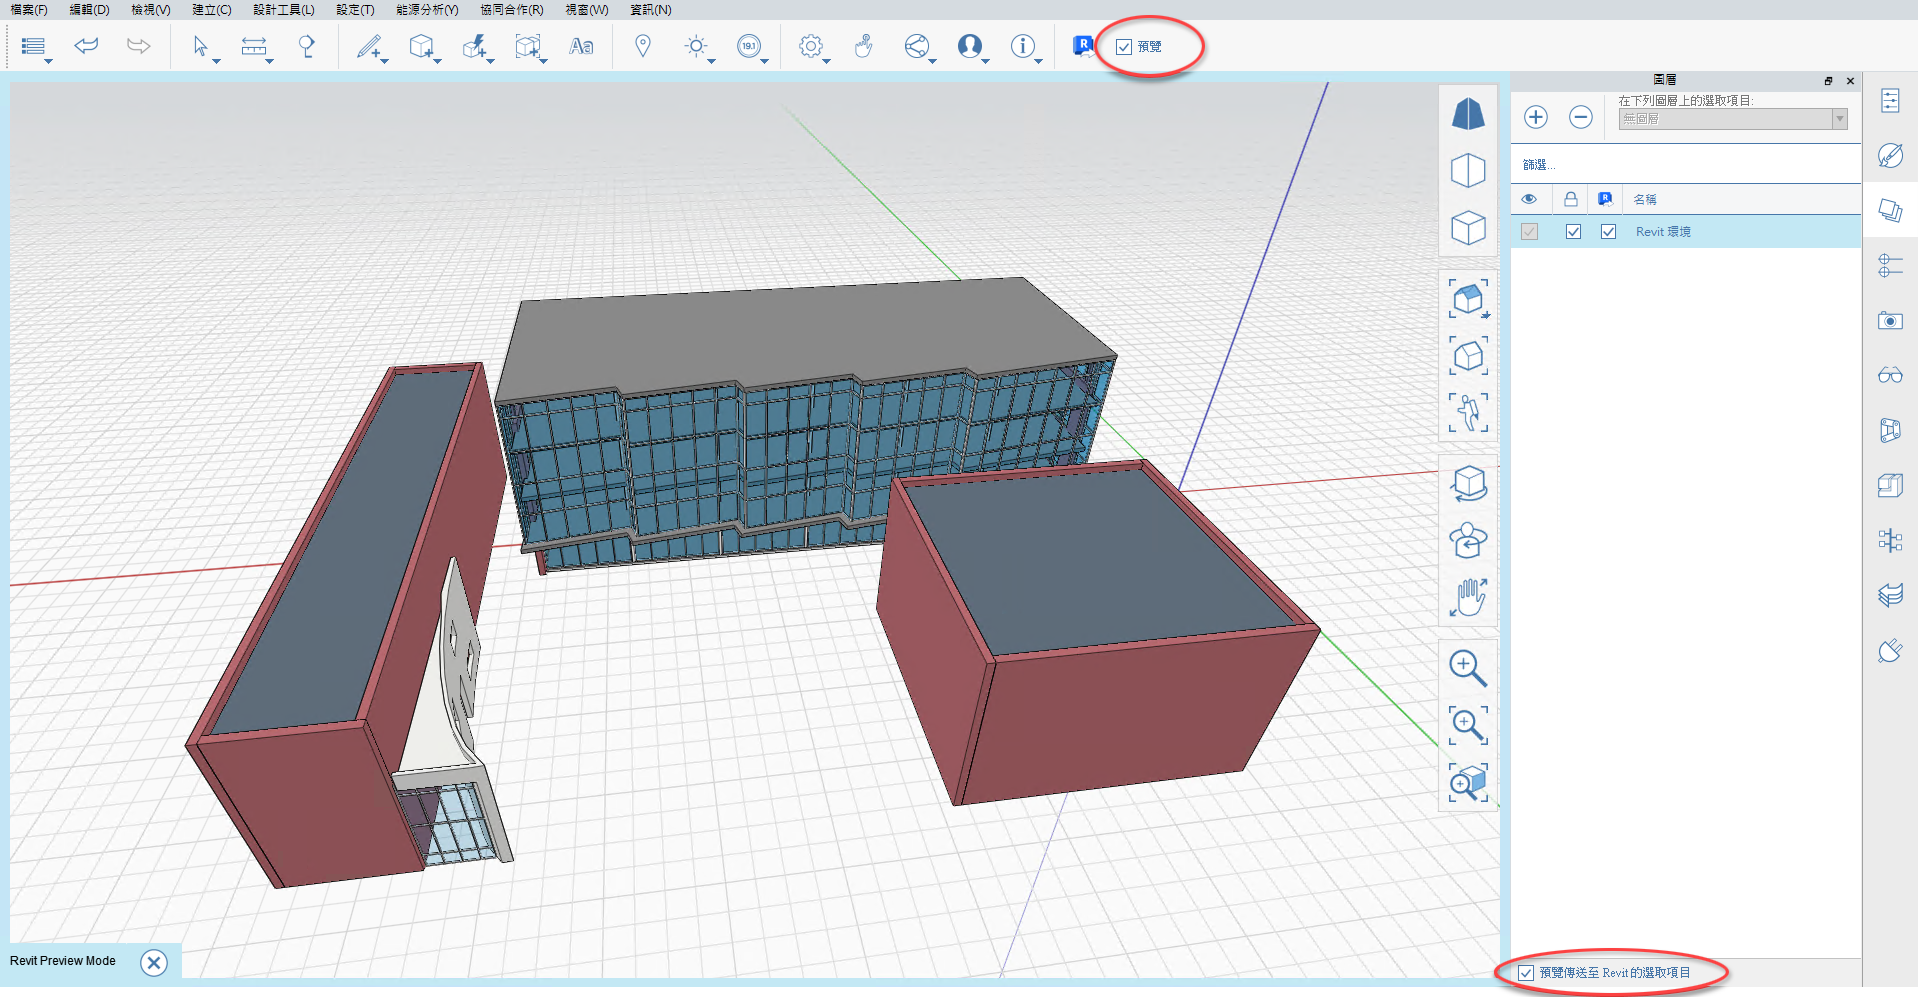 檔案(F) 編輯(D) 檢視(V) 建立(C) 設計工具(L) 設定(T) 能源分析(Y) 協同合作(R) 視窗(W) 資訊(N)
Aa 19.1 R 預覽
圖層
在下列圖層上的選取項目:
無圖層
篩選...
R 名稱
Revit 環境
Revit Preview Mode
預覽傳送至 Revit 的選取項目